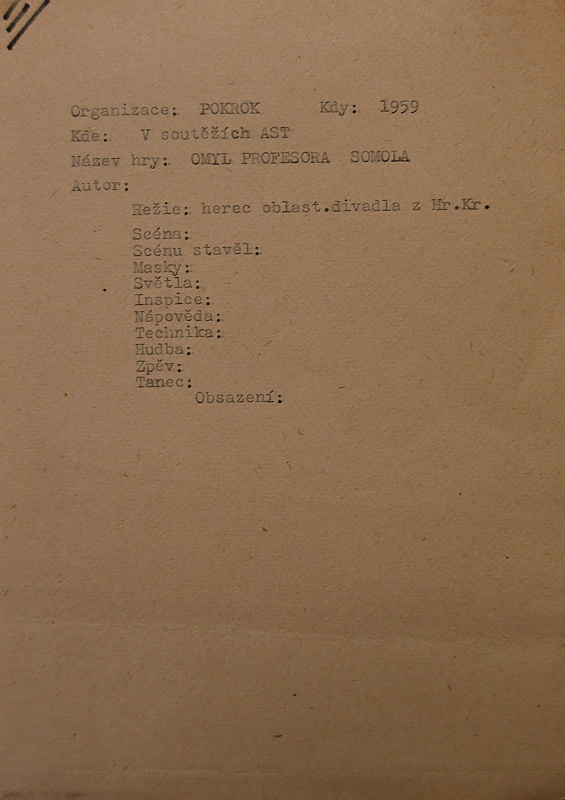 Organizace: POKROK Kdy: 1959
Kde: V soutěžích AST
Název hry: OMYL PROFESORA SOMOLA
Autor:
Režie: herec oblast.divadla z Hr.Kr.
Scéna:
Scénu stavěl:
Masky:
Světla:
Inspice:
Nápověda:
Technika:
Hudba:
Zpěv:
Tanec:
Obsazení: